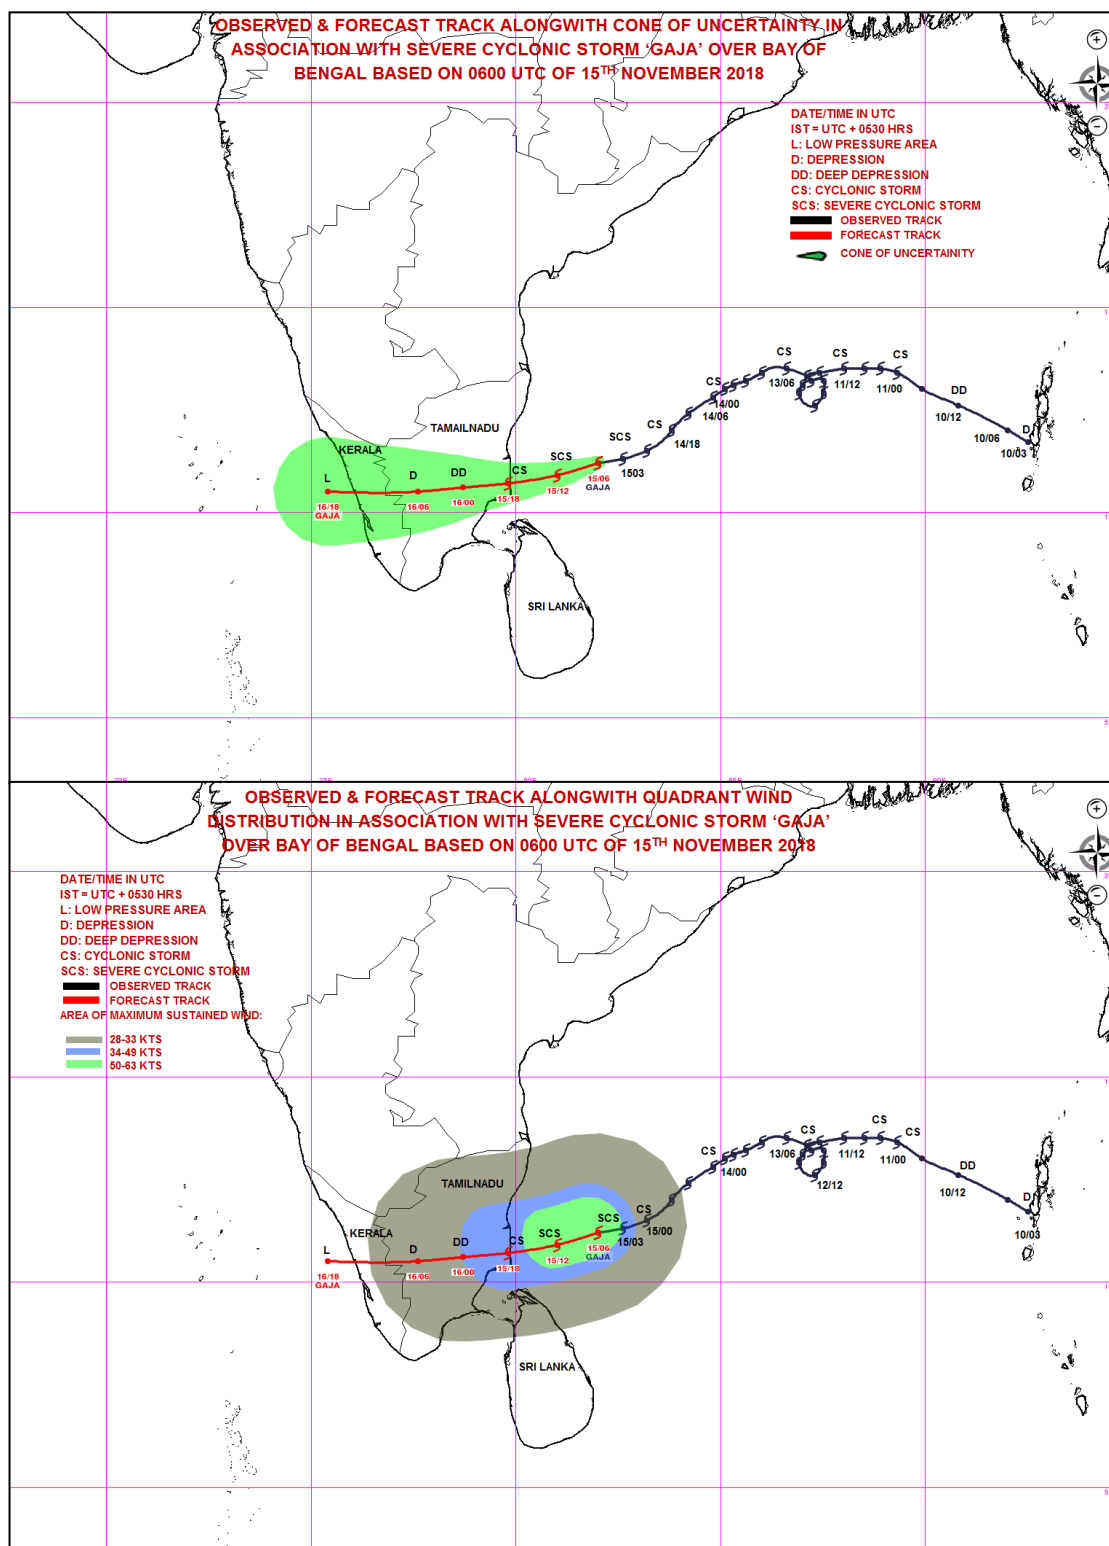 OBSERVED & FORECAST TRACK ALONGWITH CONE OF UNCERTAINTY IN
ASSOCIATION WITH SEVERE CYCLONIC STORM ‘GAJA’ OVER BAY OF
BENGAL BASED ON 0600 UTC OF 15TH NOVEMBER 2018
DATE/TIME IN UTC
IST = UTC + 0530 HRS
L: LOW PRESSURE AREA
D: DEPRESSION
DD: DEEP DEPRESSION
CS: CYCLONIC STORM
SCS: SEVERE CYCLONIC STORM
OBSERVED TRACK
FORECAST TRACK
CONE OF UNCERTAINITY
CS
CS
CS
13/06
11/12
11/00
CS
14/00
14/06
DD
10/12
10/06
D
10/03
TAMAILNADU
CS
14/18
SCS
1503
KERALA
L
D
DD
CS
SCS
16/18
GAJA
16/06
16/00
15/18
15/12
15/06
GAJA
SRI LANKA
5
OBSERVED & FORECAST TRACK ALONGWITH QUADRANT WIND
DISTRIBUTION IN ASSOCIATION WITH SEVERE CYCLONIC STORM ‘GAJA’
OVER BAY OF BENGAL BASED ON 0600 UTC OF 15TH NOVEMBER 2018
DATE/TIME IN UTC
IST = UTC + 0530 HRS
L: LOW PRESSURE AREA
D: DEPRESSION
DD: DEEP DEPRESSION
CS: CYCLONIC STORM
SCS: SEVERE CYCLONIC STORM
OBSERVED TRACK
FORECAST TRACK
AREA OF MAXIMUM SUSTAINED WIND:
28-33 KTS
34-49 KTS
50-63 KTS
CS
CS
CS
CS
13/06
11/12
11/00
CS
14/00
12/12
DD
10/12
D
10/03
TAMILNADU
KERALA
CS
15/00
SCS
15/03
L
D
DD
CS
SCS
16/18
GAJA
16/06
16/00
15/18
15/12
15/06
GAJA
SRI LANKA
5